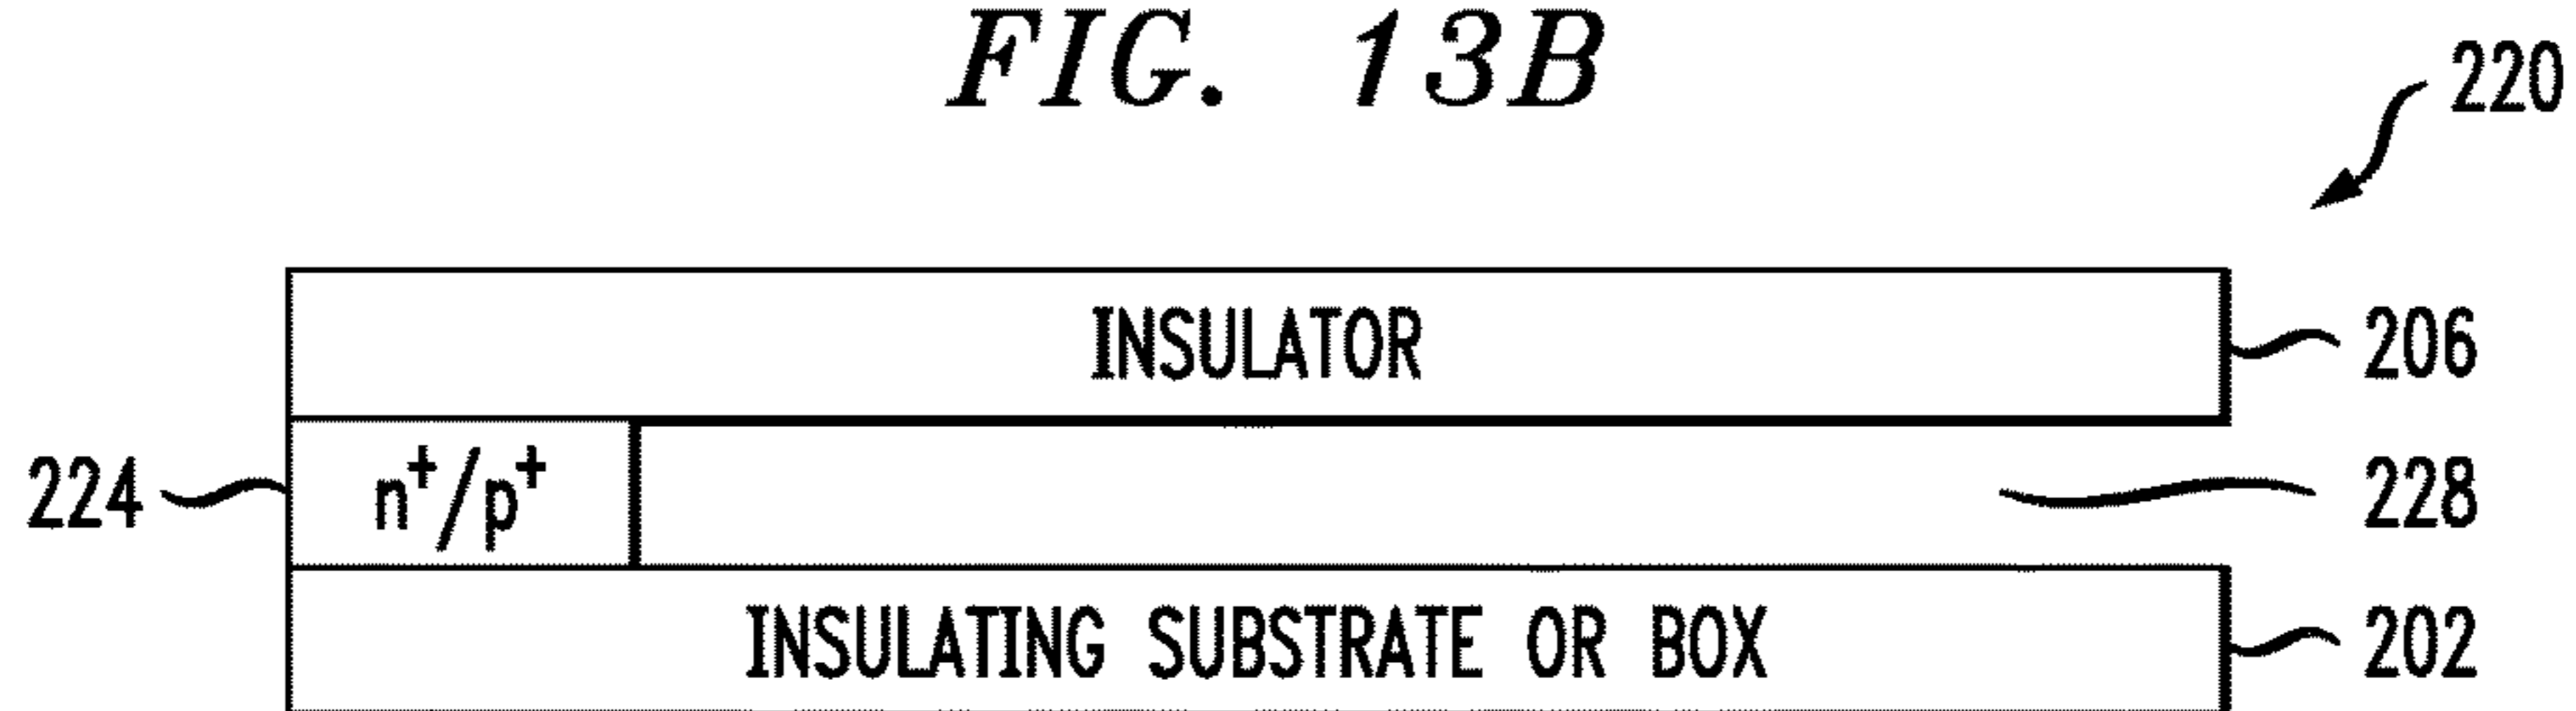 FIG. 13B
220
INSULATOR
206
224
n⁺/p⁺
228
INSULATING SUBSTRATE OR BOX
202